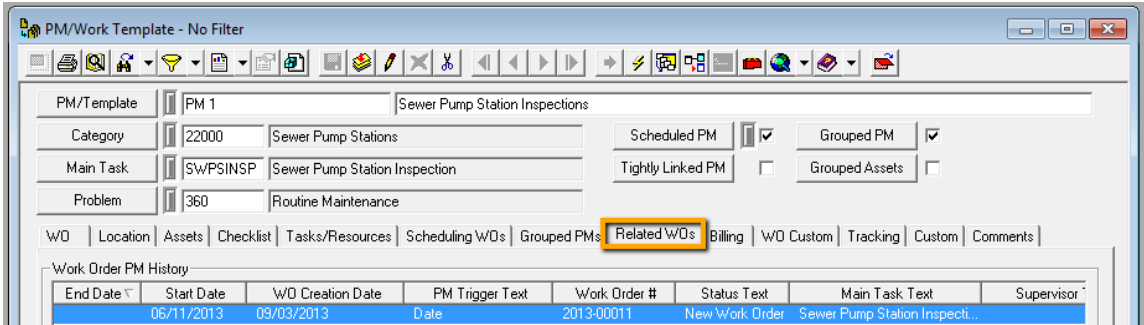 PM/Work Template - No Filter
PM/Template PM 1 Sewer Pump Station Inspections
Category 22000 Sewer Pump Stations Scheduled PM Grouped PM
Main Task SWPSINSP Sewer Pump Station Inspection Tightly Linked PM Grouped Assets
Problem 360 Routine Maintenance
WO Location Assets Checklist Tasks/Resources Scheduling WOs Grouped PMs Related WOs Billing WO Custom Tracking Custom Comments
Work Order PM History
End Date Start Date WO Creation Date PM Trigger Text Work Order # Status Text Main Task Text Supervisor
06/11/2013 09/03/2013 Date 2013-00011 New Work Order Sewer Pump Station Inspecti...